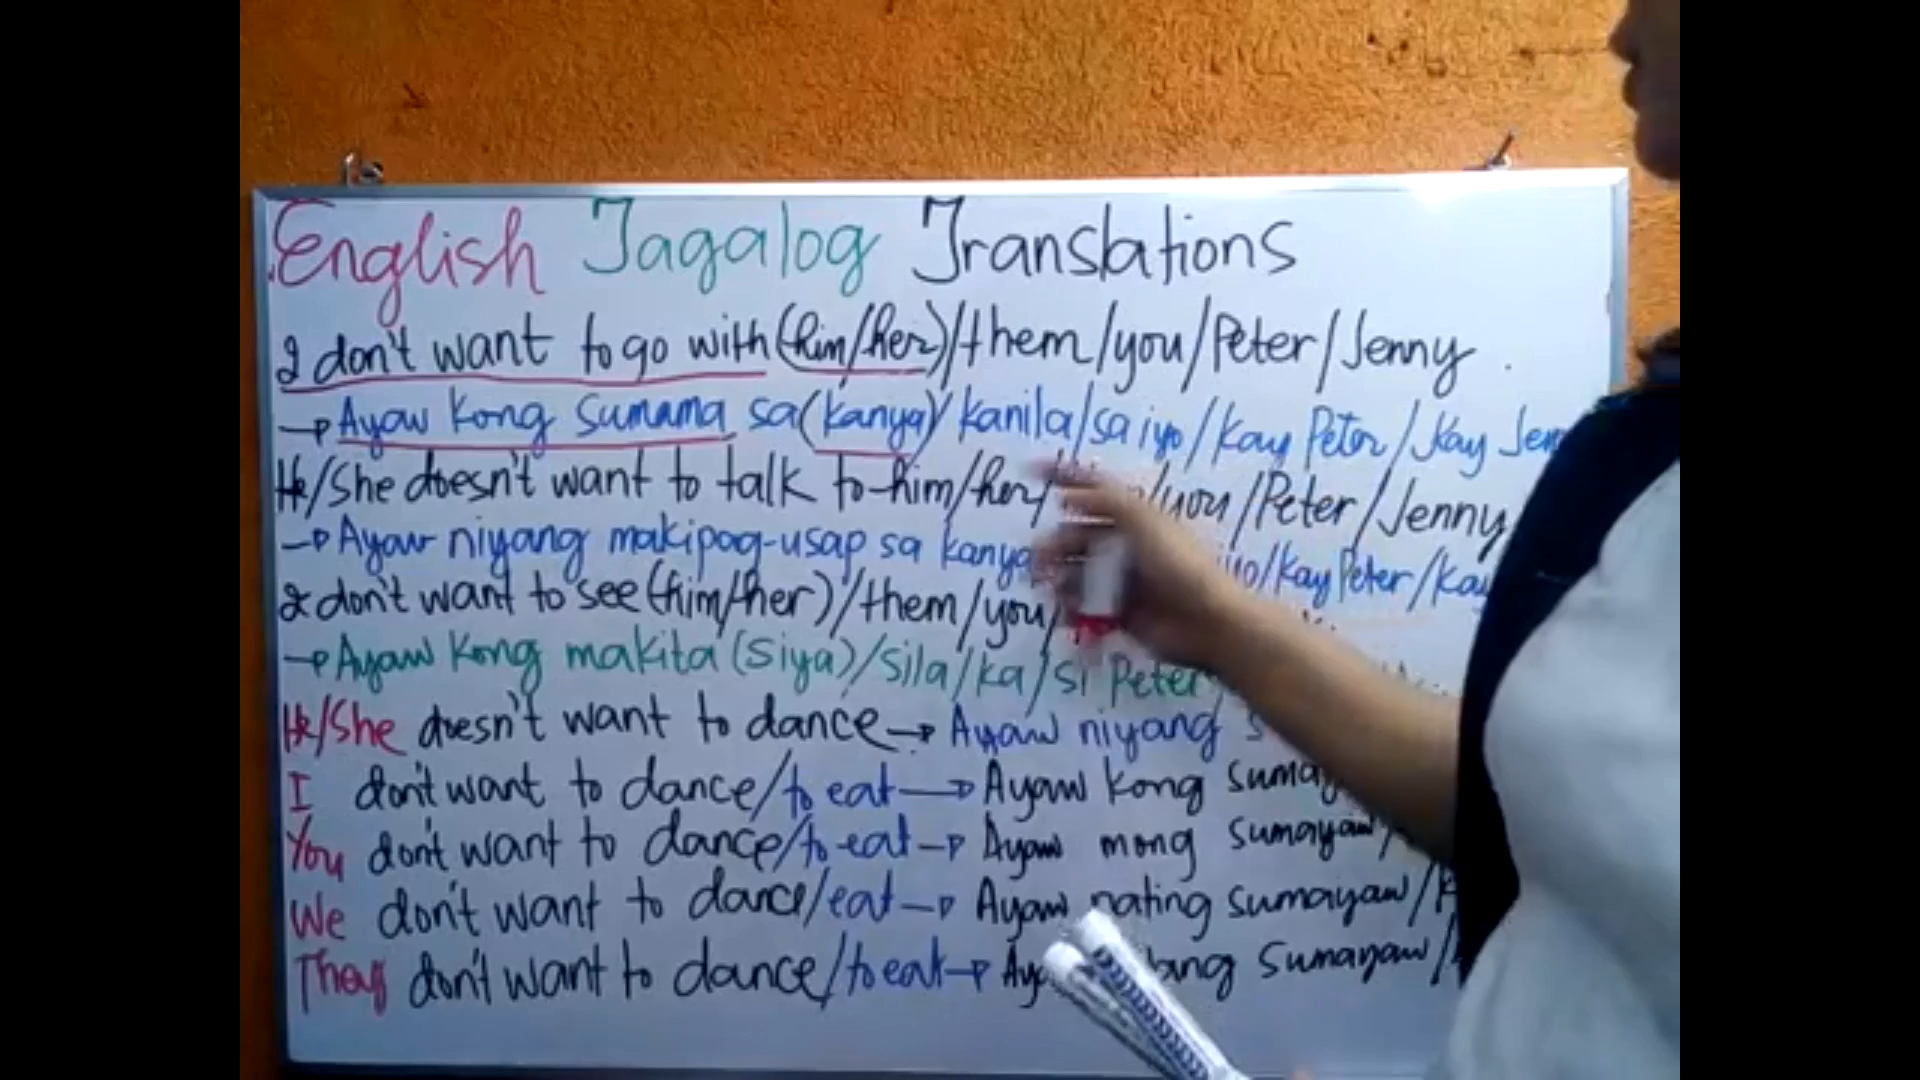 English Tagalog Translations
I don't want to go with (him/her)/them/you/Peter/Jenny.
Ayaw kong sumama sa (kanya)/kanila/sa iyo/kay Peter/kay
He/She doesn't want to talk to him/her/ /you/Peter/Jenny
Ayaw niyang makipag-usap sa kanya /kay Peter/kay
I don't want to see (him/her)/them/you/
Ayaw kong makita (siya)/sila/ka/si Peter
He/She doesn't want to dance Ayaw niyang
I don't want to dance/to eat Ayaw kong
You don't want to dance/to eat Ayaw mong sumayaw/
We don't want to dance/eat Ayaw nating sumayaw/
They don't want to dance/to eat sumayaw/